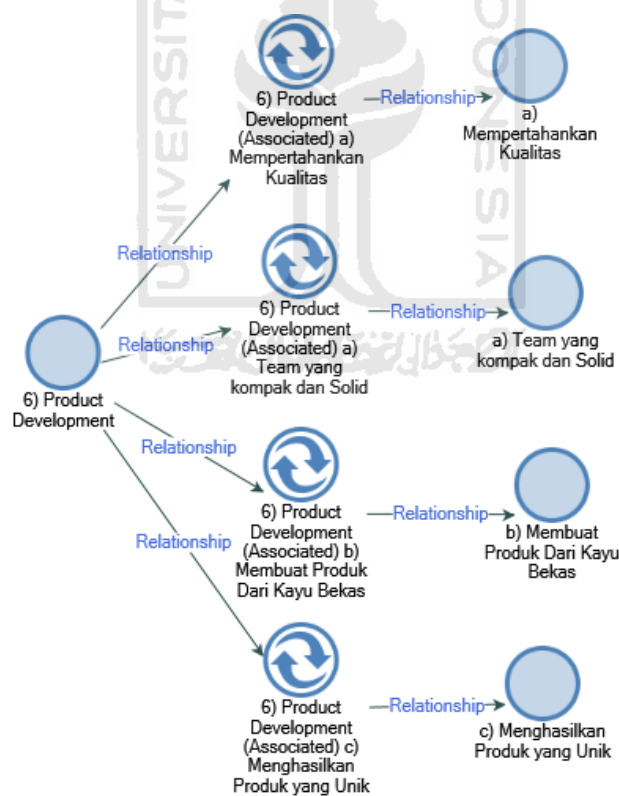 6) Product
Development
(Associated) a)
Mempertahankan
Kualitas
Relationship
a)
Mempertahankan
Kualitas
Relationship
6) Product
Development
(Associated) a)
Team yang
kompak dan Solid
Relationship
a) Team yang
kompak dan Solid
Relationship
6) Product
Development
Relationship
6) Product
Development
(Associated) b)
Membuat Produk
Dari Kayu Bekas
Relationship
b) Membuat
Produk Dari Kayu
Bekas
Relationship
6) Product
Development
(Associated) c)
Menghasilkan
Produk yang Unik
Relationship
c) Menghasilkan
Produk yang Unik